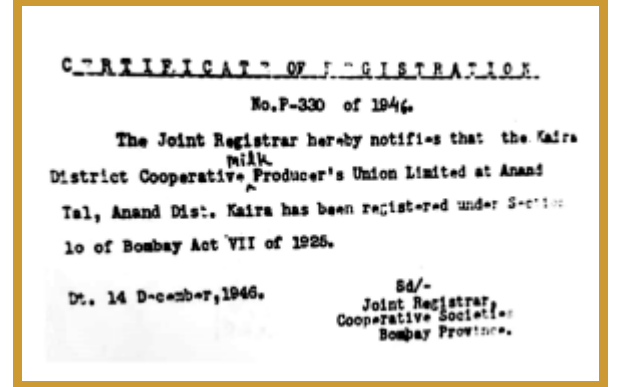 CERTIFICATE OF REGISTRATION
No.P-330 of 1946.
The Joint Registrar hereby notifies that the Kaira
milk
District Cooperative ^ Producer's Union Limited at Anand
Tal, Anand Dist. Kaira has been registered under Section
10 of Bombay Act VII of 1925.
Dt. 14 December,1946.
Sd/-
Joint Registrar,
Cooperative Societies
Bombay Province.